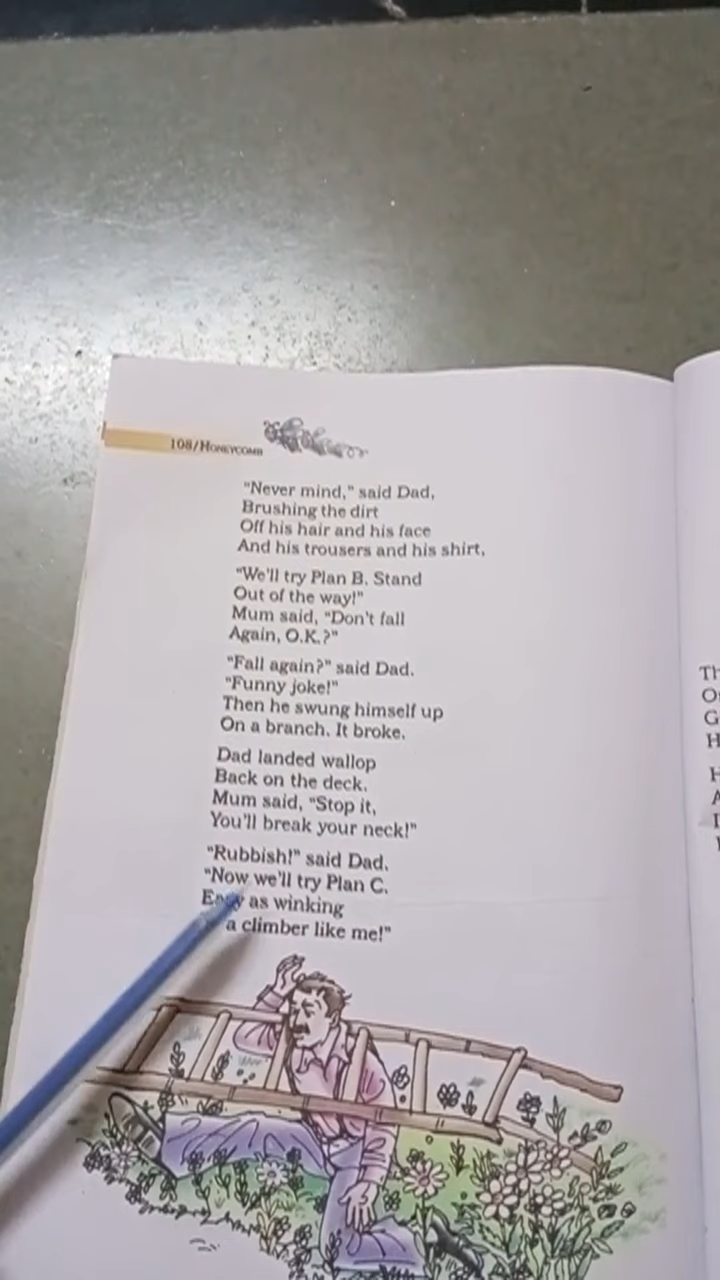 108/HONEYCOMB
"Never mind," said Dad,
Brushing the dirt
Off his hair and his face
And his trousers and his shirt,
"We'll try Plan B. Stand
Out of the way!"
Mum said, "Don't fall
Again, O.K.?"
"Fall again?" said Dad.
"Funny joke!"
Then he swung himself up
On a branch. It broke.
Dad landed wallop
Back on the deck.
Mum said, "Stop it,
You'll break your neck!"
"Rubbish!" said Dad.
"Now we'll try Plan C.
Easy as winking
a climber like me!"